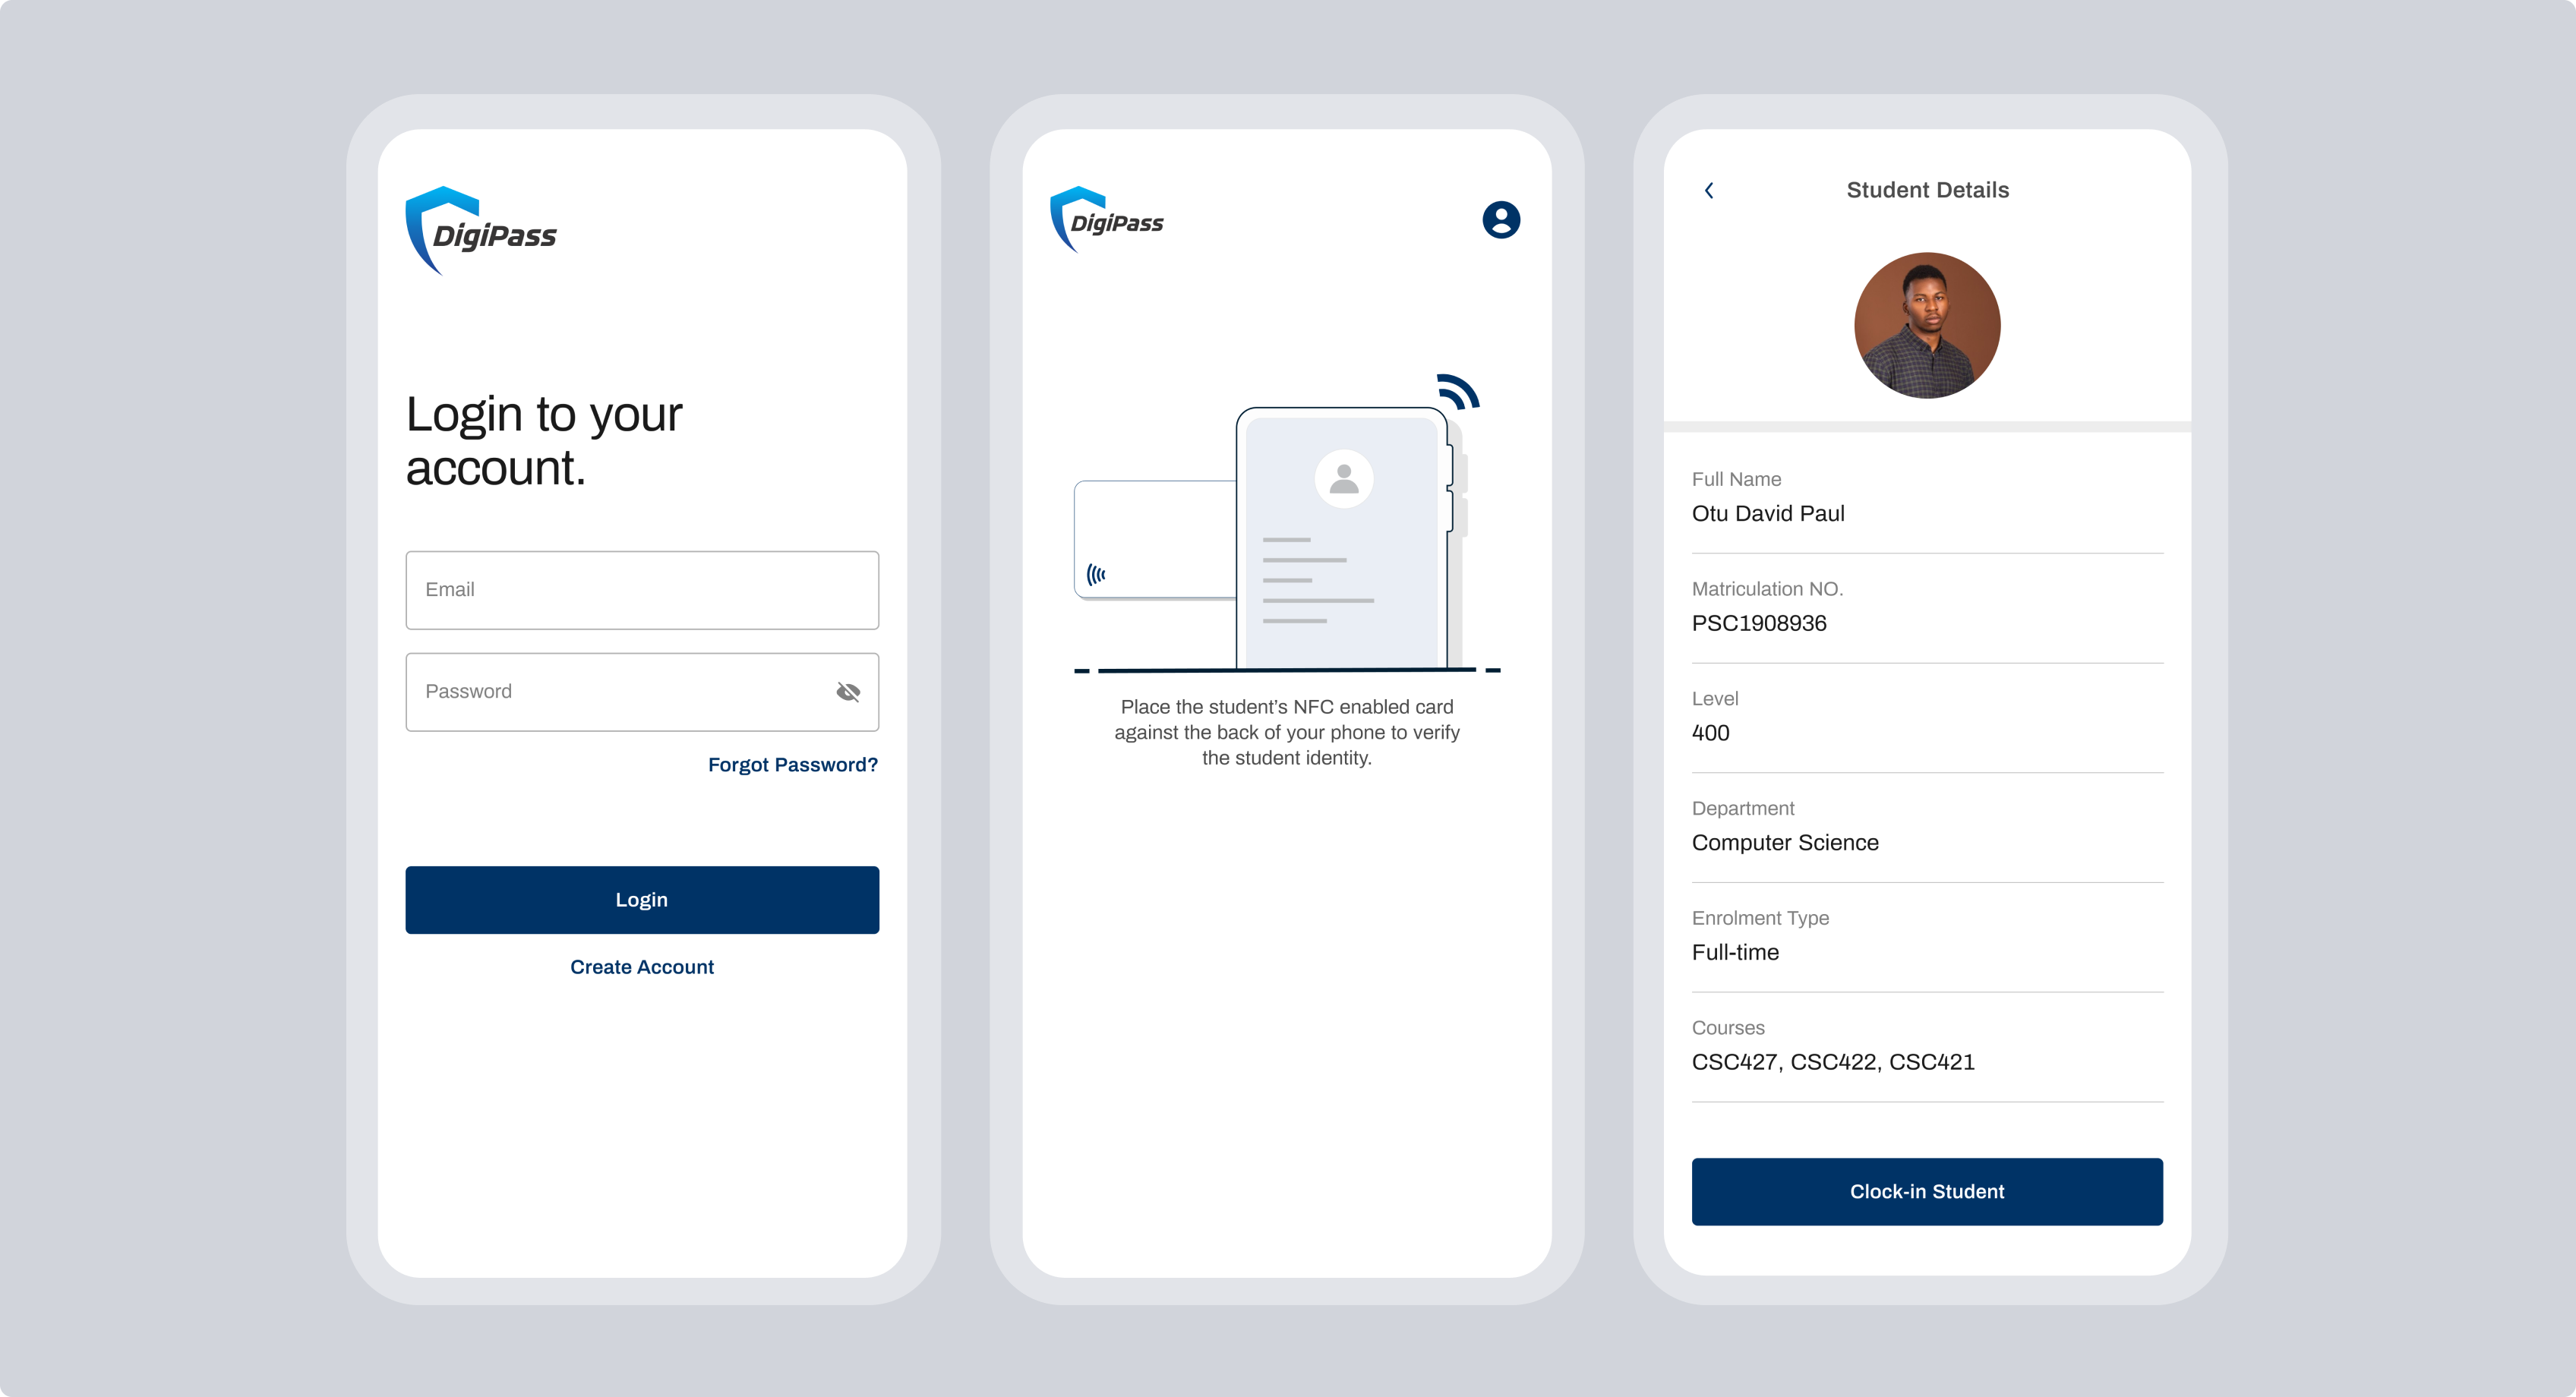 DigiPass
Login to your
account.
Email
Password
Forgot Password?
Login
Create Account
DigiPass
Place the student’s NFC enabled card
against the back of your phone to verify
the student identity.
Student Details
Full Name
Otu David Paul
Matriculation NO.
PSC1908936
Level
400
Department
Computer Science
Enrolment Type
Full-time
Courses
CSC427, CSC422, CSC421
Clock-in Student